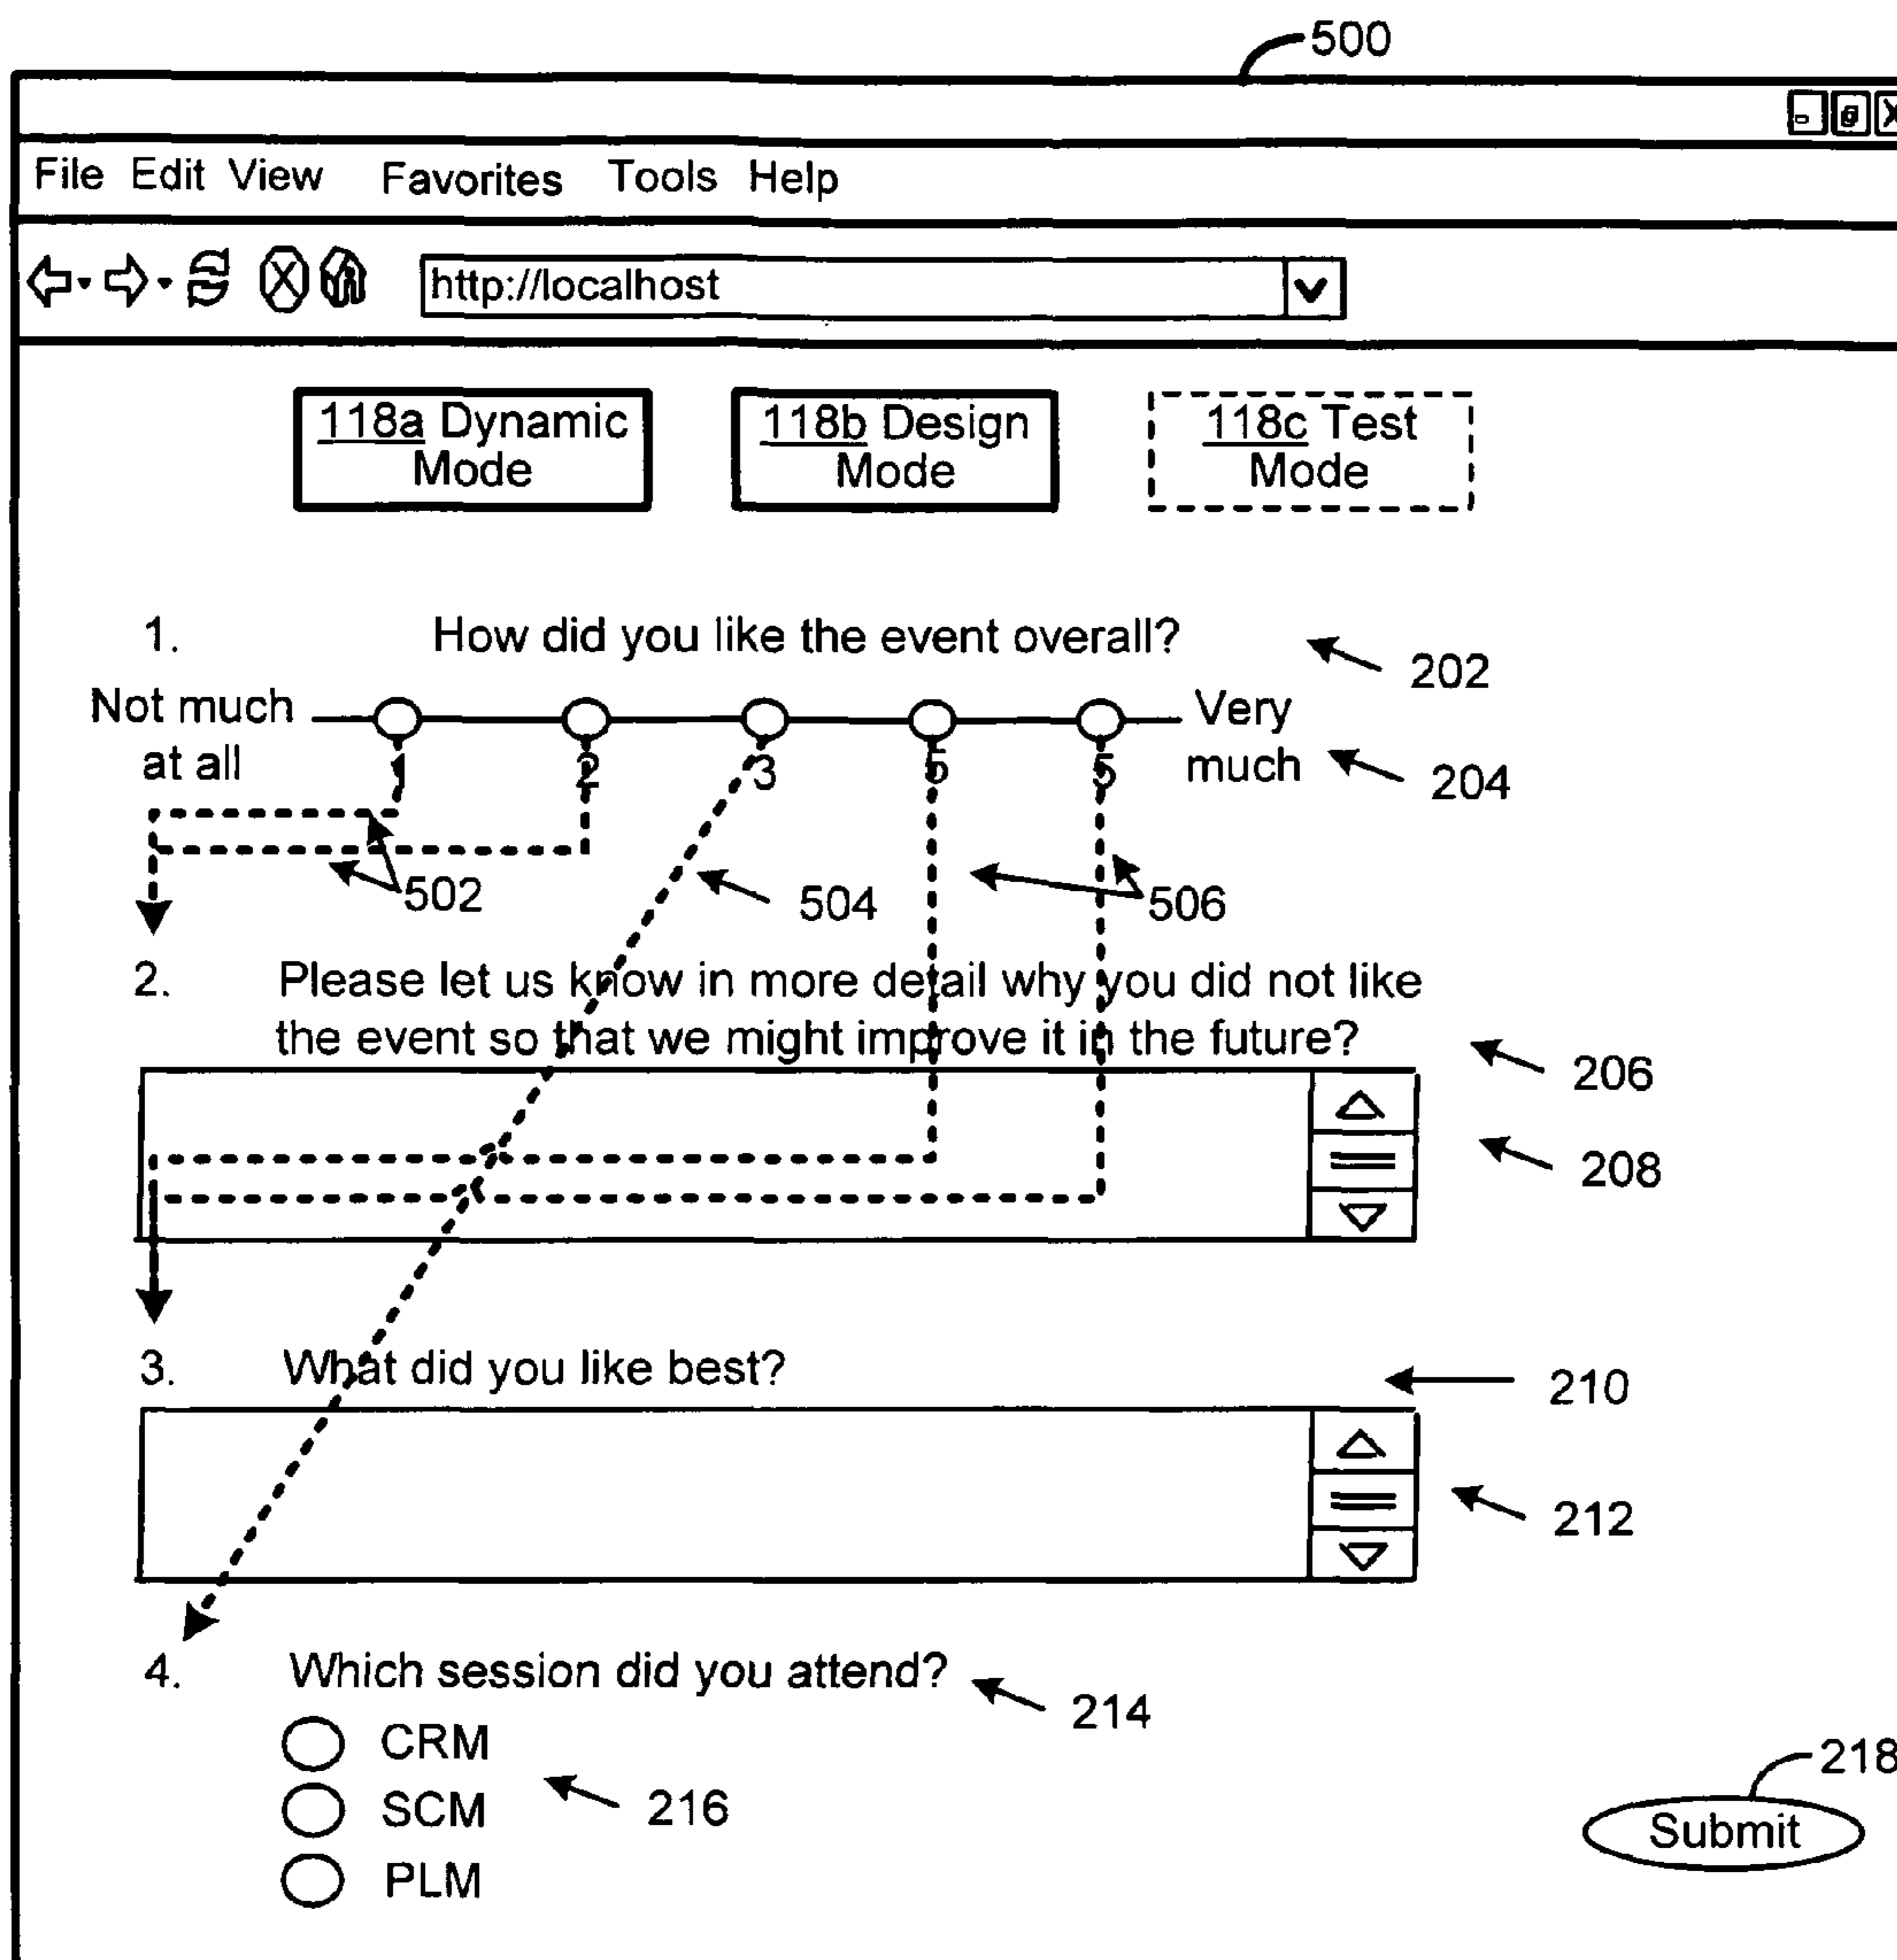 500
File Edit View Favorites Tools Help
http://localhost
118a Dynamic Mode
118b Design Mode
118c Test Mode
1. How did you like the event overall?
202
Not much at all
Very much
1 2 3 5 5
204
502
504
506
2. Please let us know in more detail why you did not like
the event so that we might improve it in the future?
206
208
3. What did you like best?
210
212
4. Which session did you attend?
214
CRM
SCM
PLM
216
218
Submit